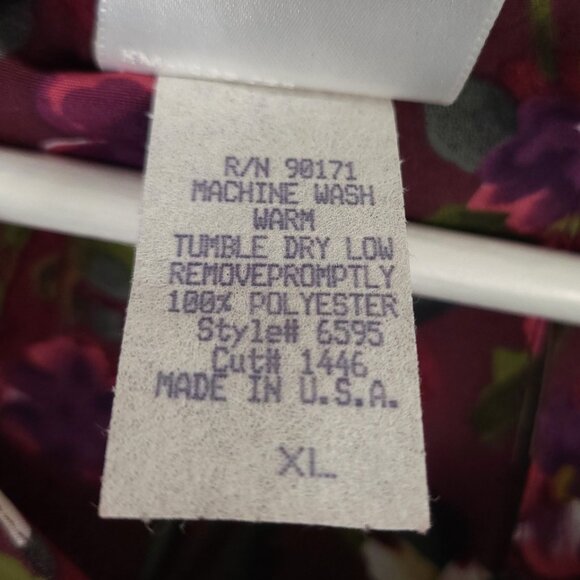 R/N 90171
MACHINE WASH
WARM
TUMBLE DRY LOW
REMOVEPROMPTLY
100% POLYESTER
Style# 6595
Cut# 1446
MADE IN U.S.A.
XL